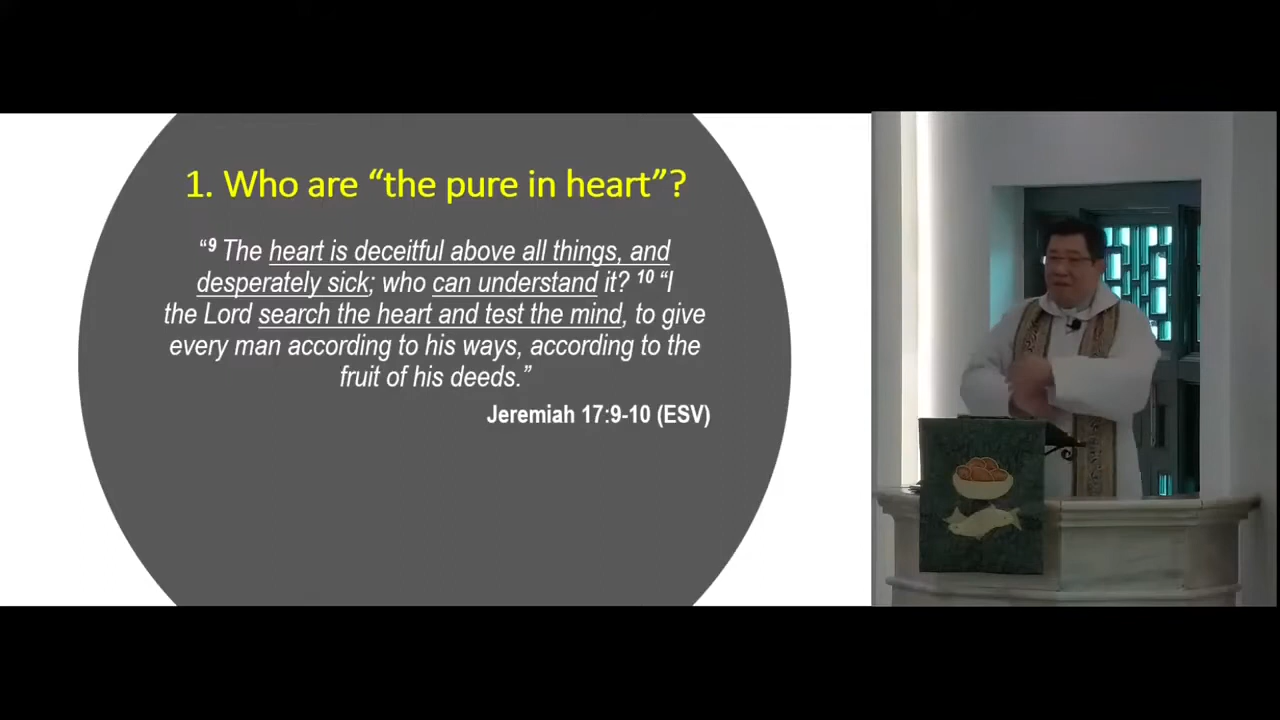 1. Who are “the pure in heart”?
“9 The heart is deceitful above all things, and
desperately sick; who can understand it? 10 “I
the Lord search the heart and test the mind, to give
every man according to his ways, according to the
fruit of his deeds.”
Jeremiah 17:9-10 (ESV)